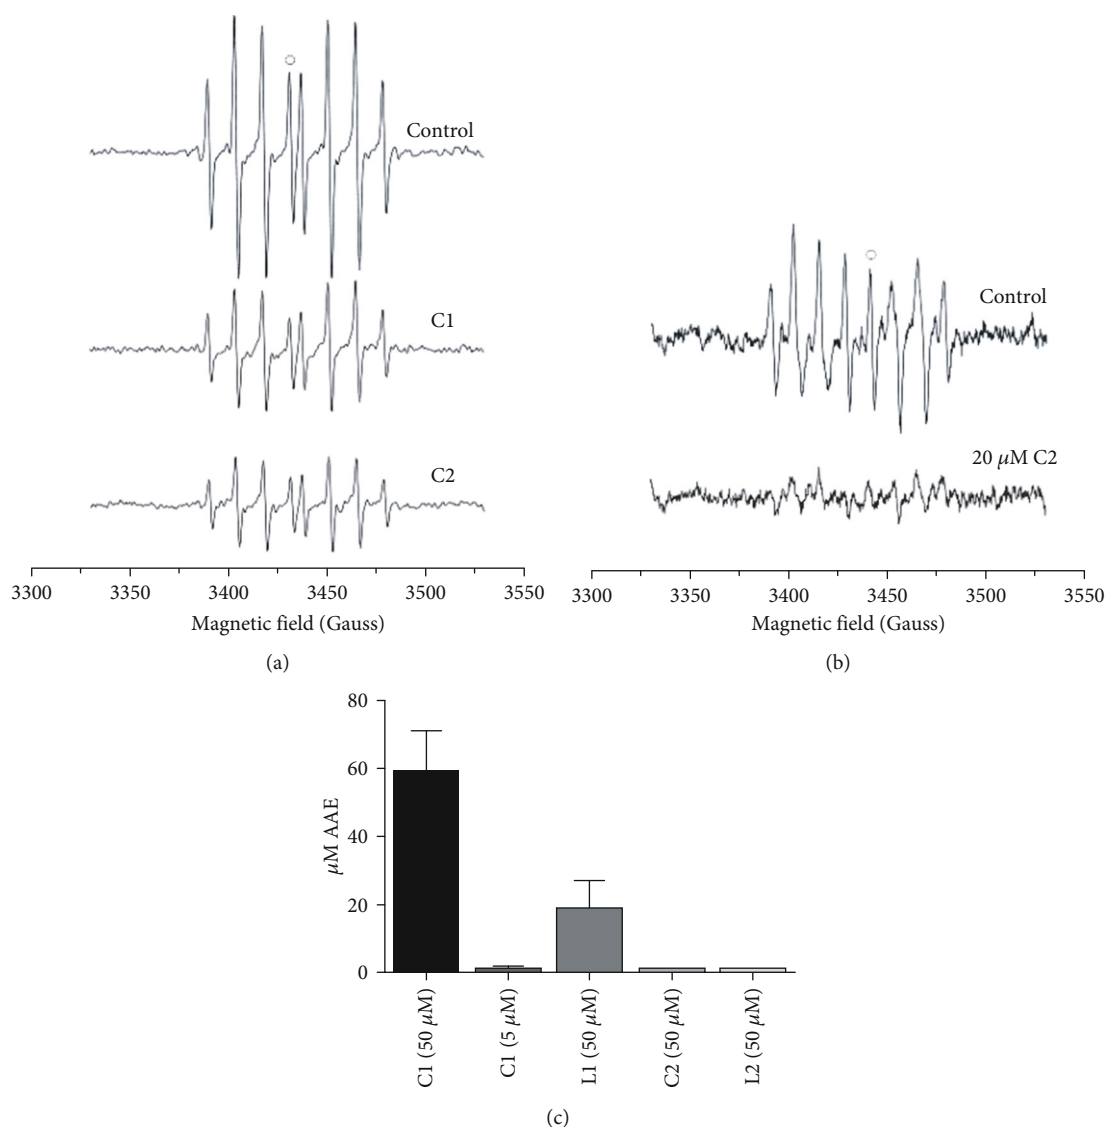 Control
C1
C2
3300 3350 3400 3450 3500 3550
Magnetic field (Gauss)
(a)
Control
20 μM C2
3300 3350 3400 3450 3500 3550
Magnetic field (Gauss)
(b)
80
60
40
20
0
μM AAE
C1 (50 μM)
C1 (5 μM)
L1 (50 μM)
C2 (50 μM)
L2 (50 μM)
(c)